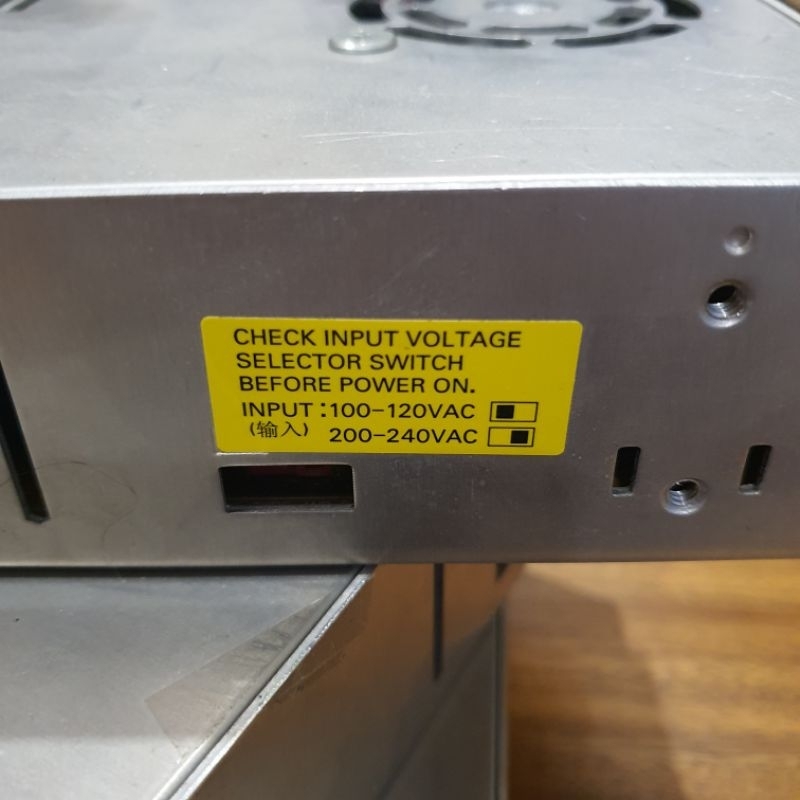 CHECK INPUT VOLTAGE
SELECTOR SWITCH
BEFORE POWER ON.
INPUT:100-120VAC
(输入) 200-240VAC